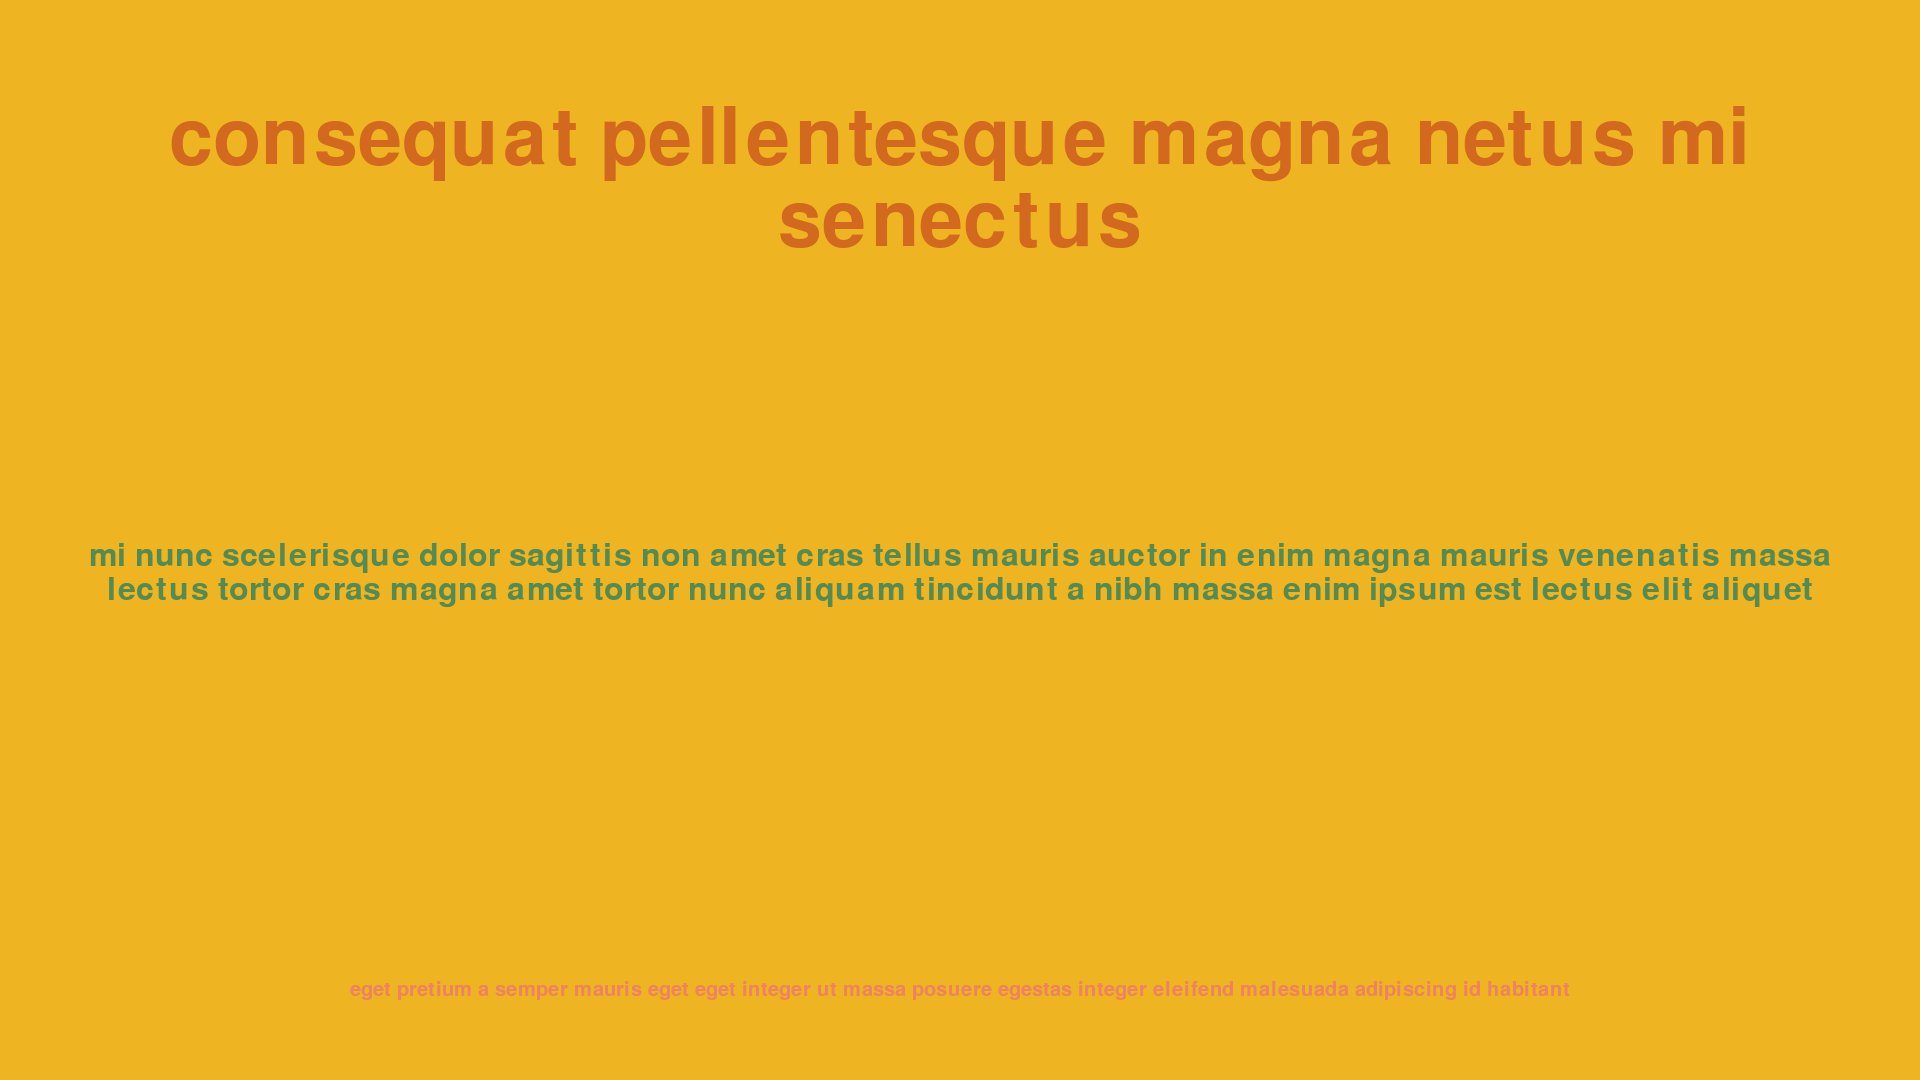 consequat pellentesque magna netus mi
senectus
mi nunc scelerisque dolor sagittis non amet cras tellus mauris auctor in enim magna mauris venenatis massa
lectus tortor cras magna amet tortor nunc aliquam tincidunt a nibh massa enim ipsum est lectus elit aliquet
eget pretium a semper mauris eget eget integer ut massa posuere egestas integer eleifend malesuada adipiscing id habitant